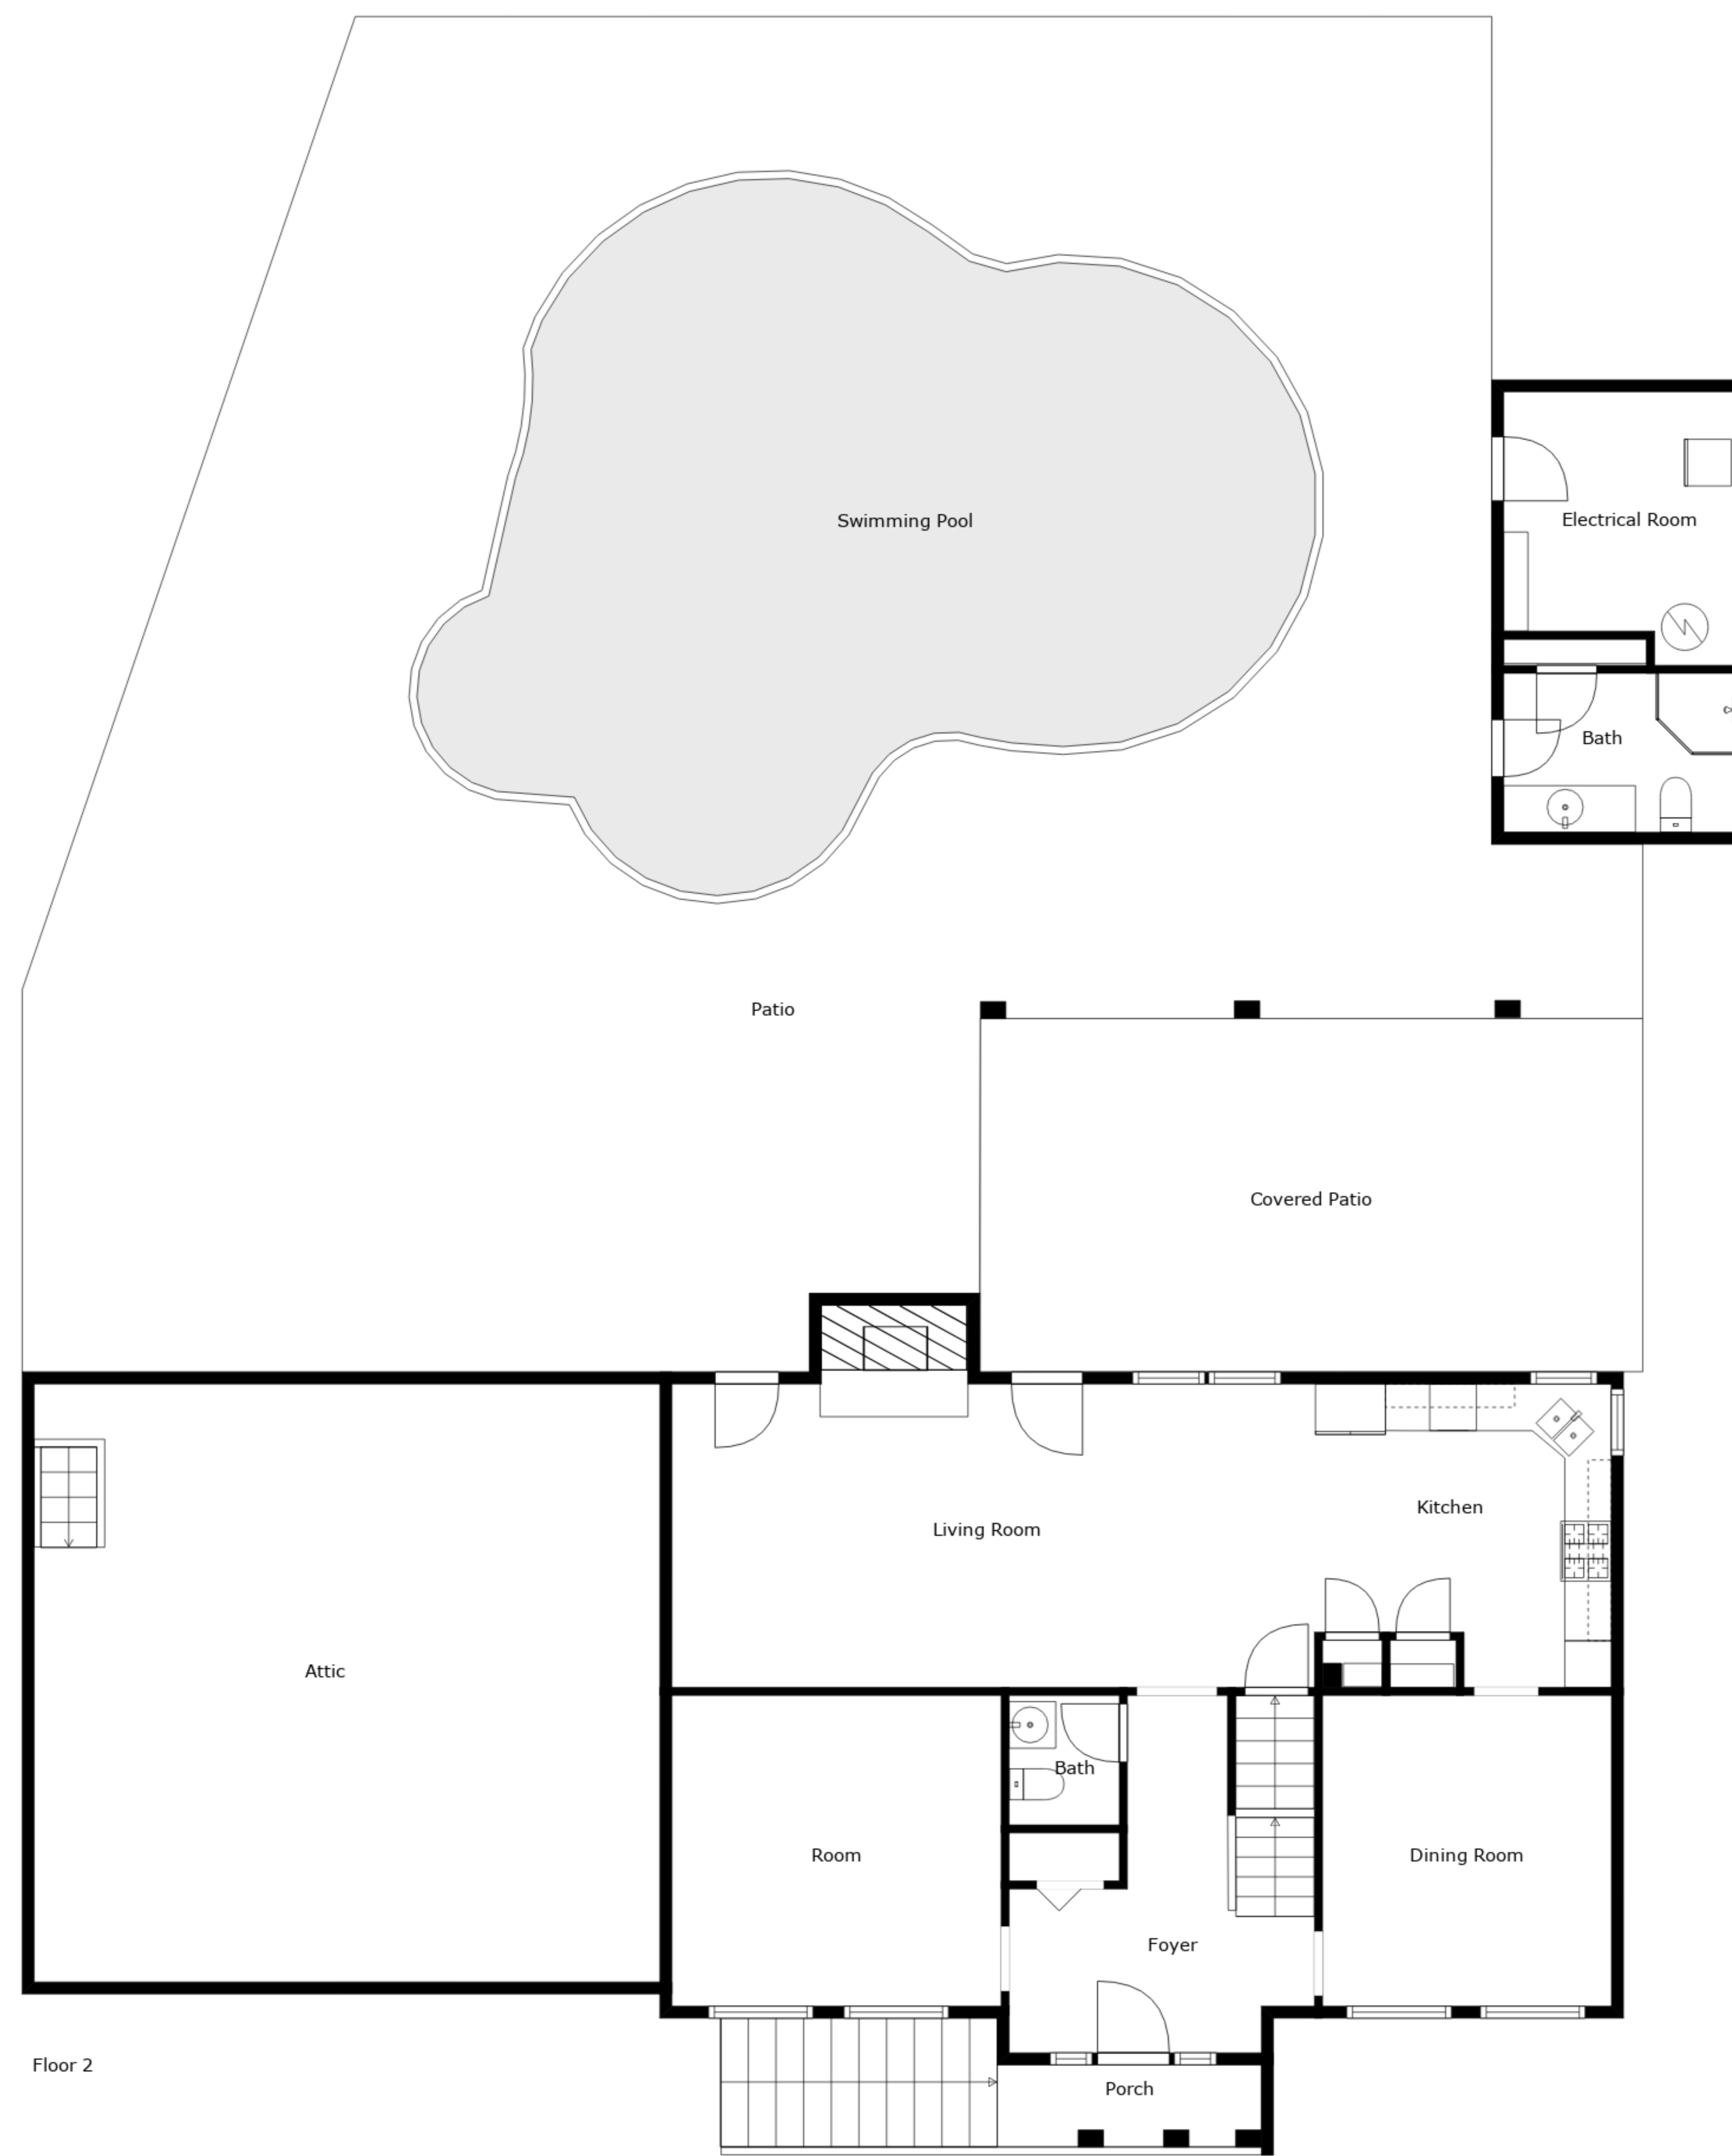 Swimming Pool
Electrical Room
Bath
Patio
Covered Patio
Kitchen
Living Room
Attic
Bath
Room
Dining Room
Foyer
Floor 2
Porch